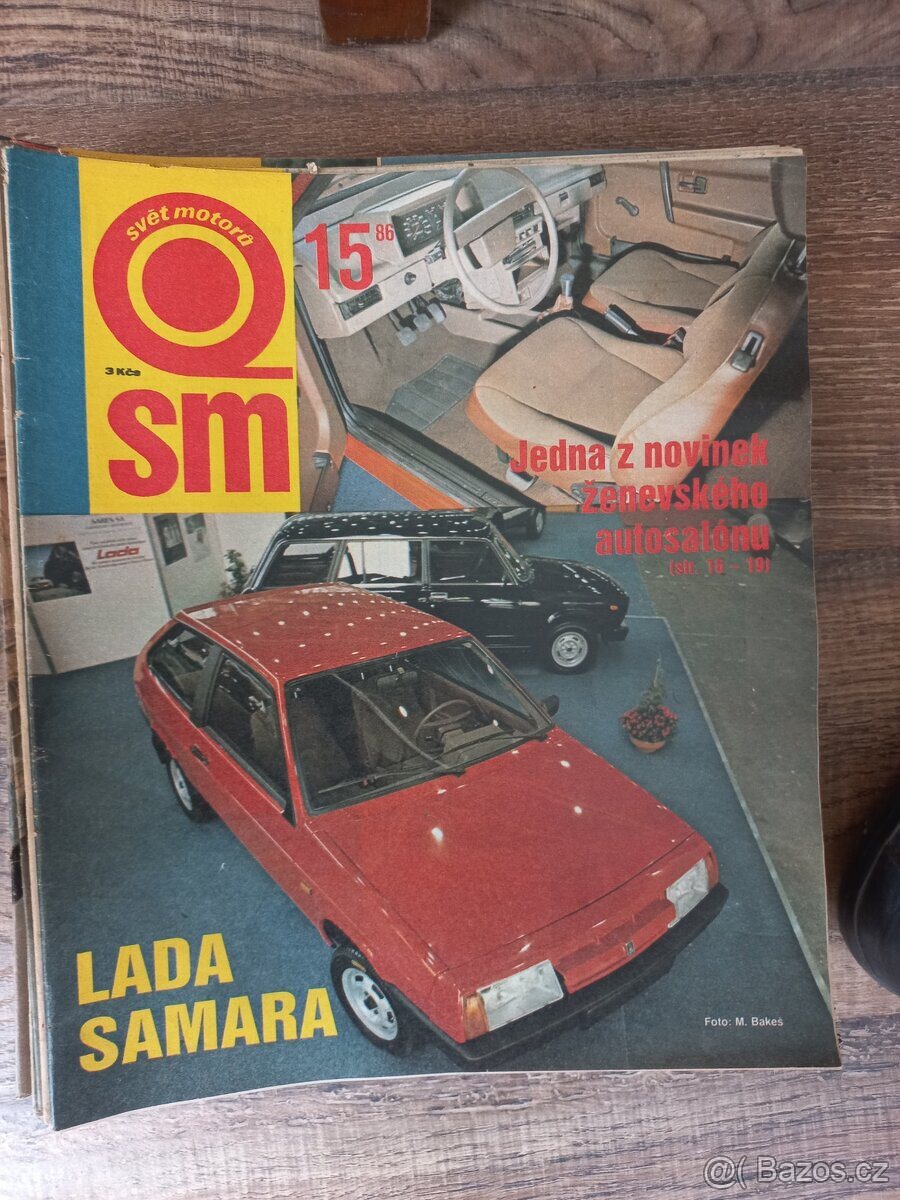 svět motorů
15 86
3 Kčs
sm
Jedna z novinek
ženevského
autosalónu
(str. 16 – 19)
Lada
LADA
SAMARA
Foto: M. Bakeš
@( Bazos.cz